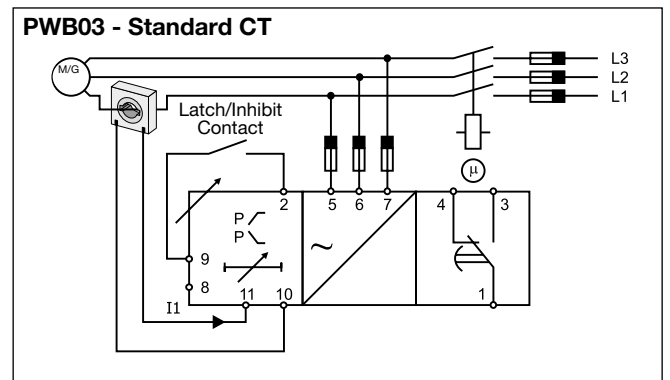 PWB03 - Standard CT
M/G
L3
L2
L1
Latch/Inhibit
Contact
µ
2
5
6
7
4
3
P
P
~
9
8
11
10
1
I1